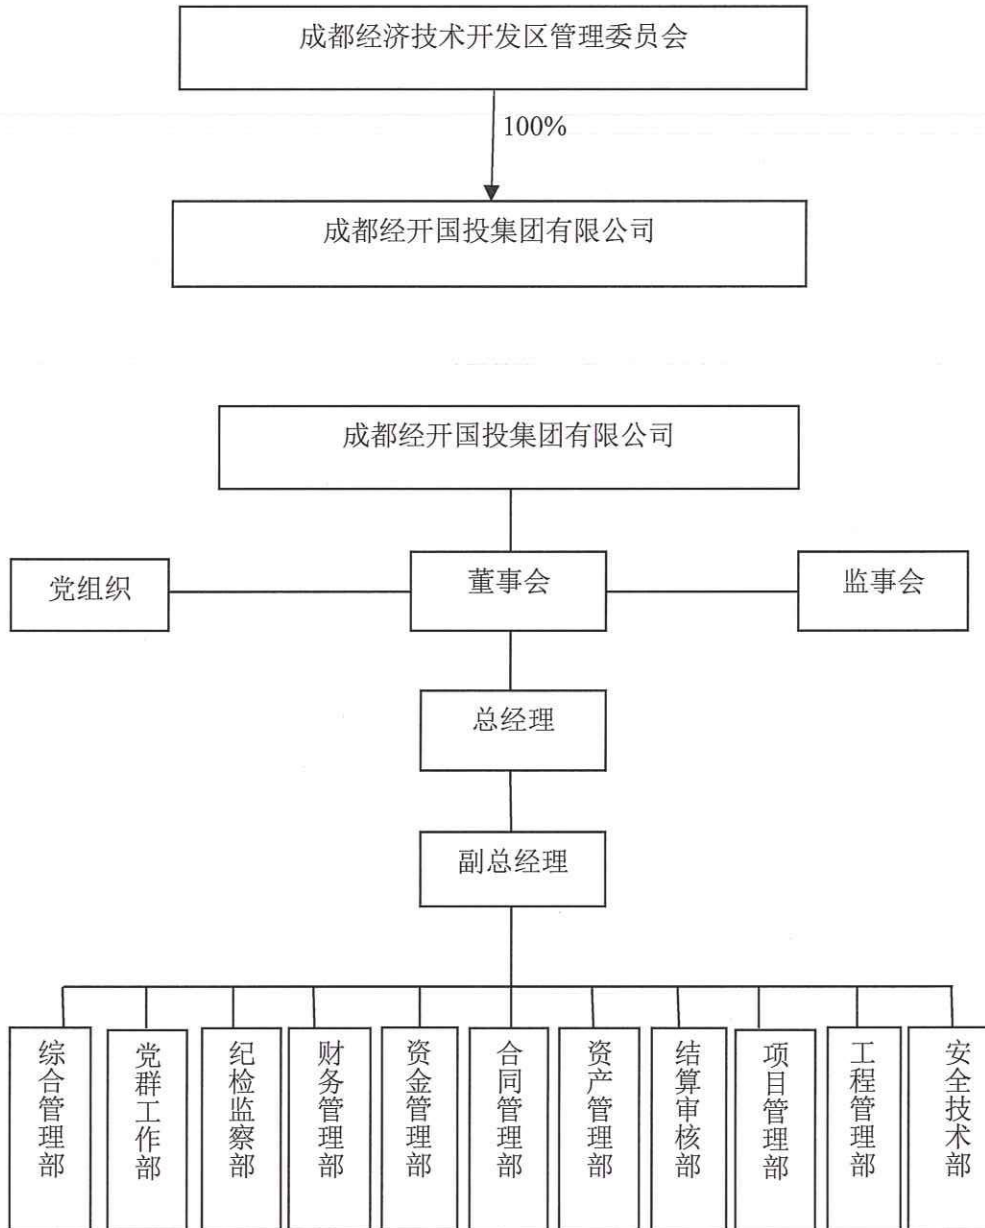 成都经济技术开发区管理委员会
100%
成都经开国投集团有限公司
成都经开国投集团有限公司
党组织
董事会
监事会
总经理
副总经理
综合管理部
党群工作部
纪检监察部
财务管理部
资金管理部
合同管理部
资产管理部
结算审核部
项目管理部
工程管理部
安全技术部